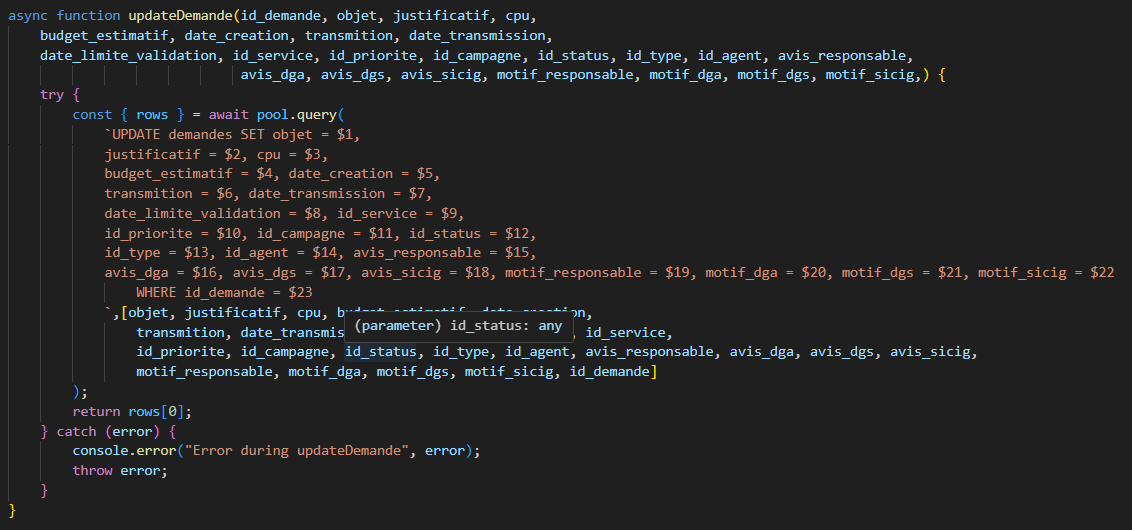 async function updateDemande(id_demande, objet, justificatif, cpu,
budget_estimatif, date_creation, transmition, date_transmission,
date_limite_validation, id_service, id_priorite, id_campagne, id_status, id_type, id_agent, avis_responsable,
avis_dga, avis_dgs, avis_sicig, motif_responsable, motif_dga, motif_dgs, motif_sicig,) {
try {
const { rows } = await pool.query(
`UPDATE demandes SET objet = $1,
justificatif = $2, cpu = $3,
budget_estimatif = $4, date_creation = $5,
transmition = $6, date_transmission = $7,
date_limite_validation = $8, id_service = $9,
id_priorite = $10, id_campagne = $11, id_status = $12,
id_type = $13, id_agent = $14, avis_responsable = $15,
avis_dga = $16, avis_dgs = $17, avis_sicig = $18, motif_responsable = $19, motif_dga = $20, motif_dgs = $21, motif_sicig = $22
WHERE id_demande = $23
`,[objet, justificatif, cpu, budget_estimatif, date_creation,
(parameter) id_status: any
transmition, date_transmis , id_service,
id_priorite, id_campagne, id_status, id_type, id_agent, avis_responsable, avis_dga, avis_dgs, avis_sicig,
motif_responsable, motif_dga, motif_dgs, motif_sicig, id_demande]
);
return rows[0];
} catch (error) {
console.error("Error during updateDemande", error);
throw error;
}
}